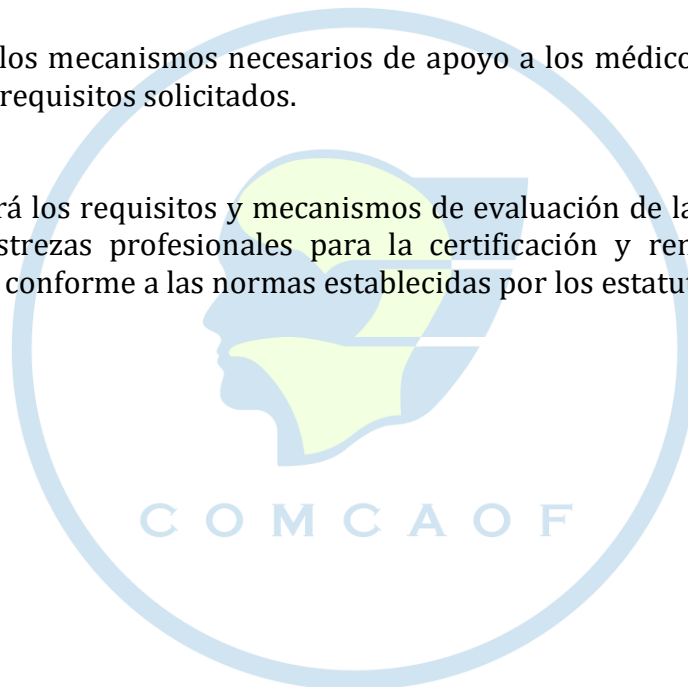 los mecanismos necesarios de apoyo a los médico
requisitos solicitados.
rá los requisitos y mecanismos de evaluación de la
strezas profesionales para la certificación y ren
conforme a las normas establecidas por los estatu
COMCAOF